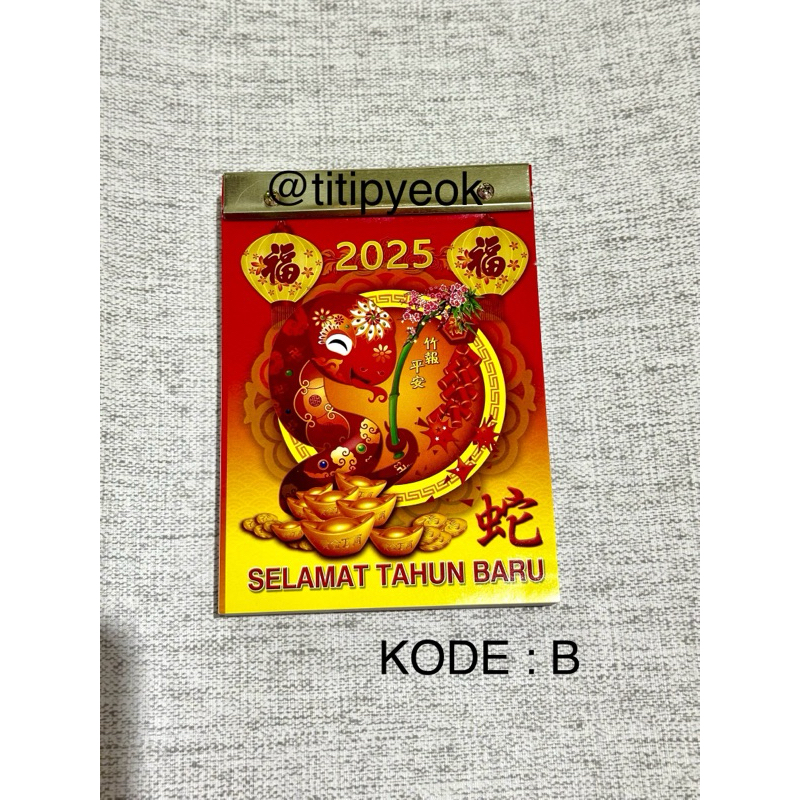 @titipyeok
福 2025 福
竹報
平安
蛇
SELAMAT TAHUN BARU
KODE : B